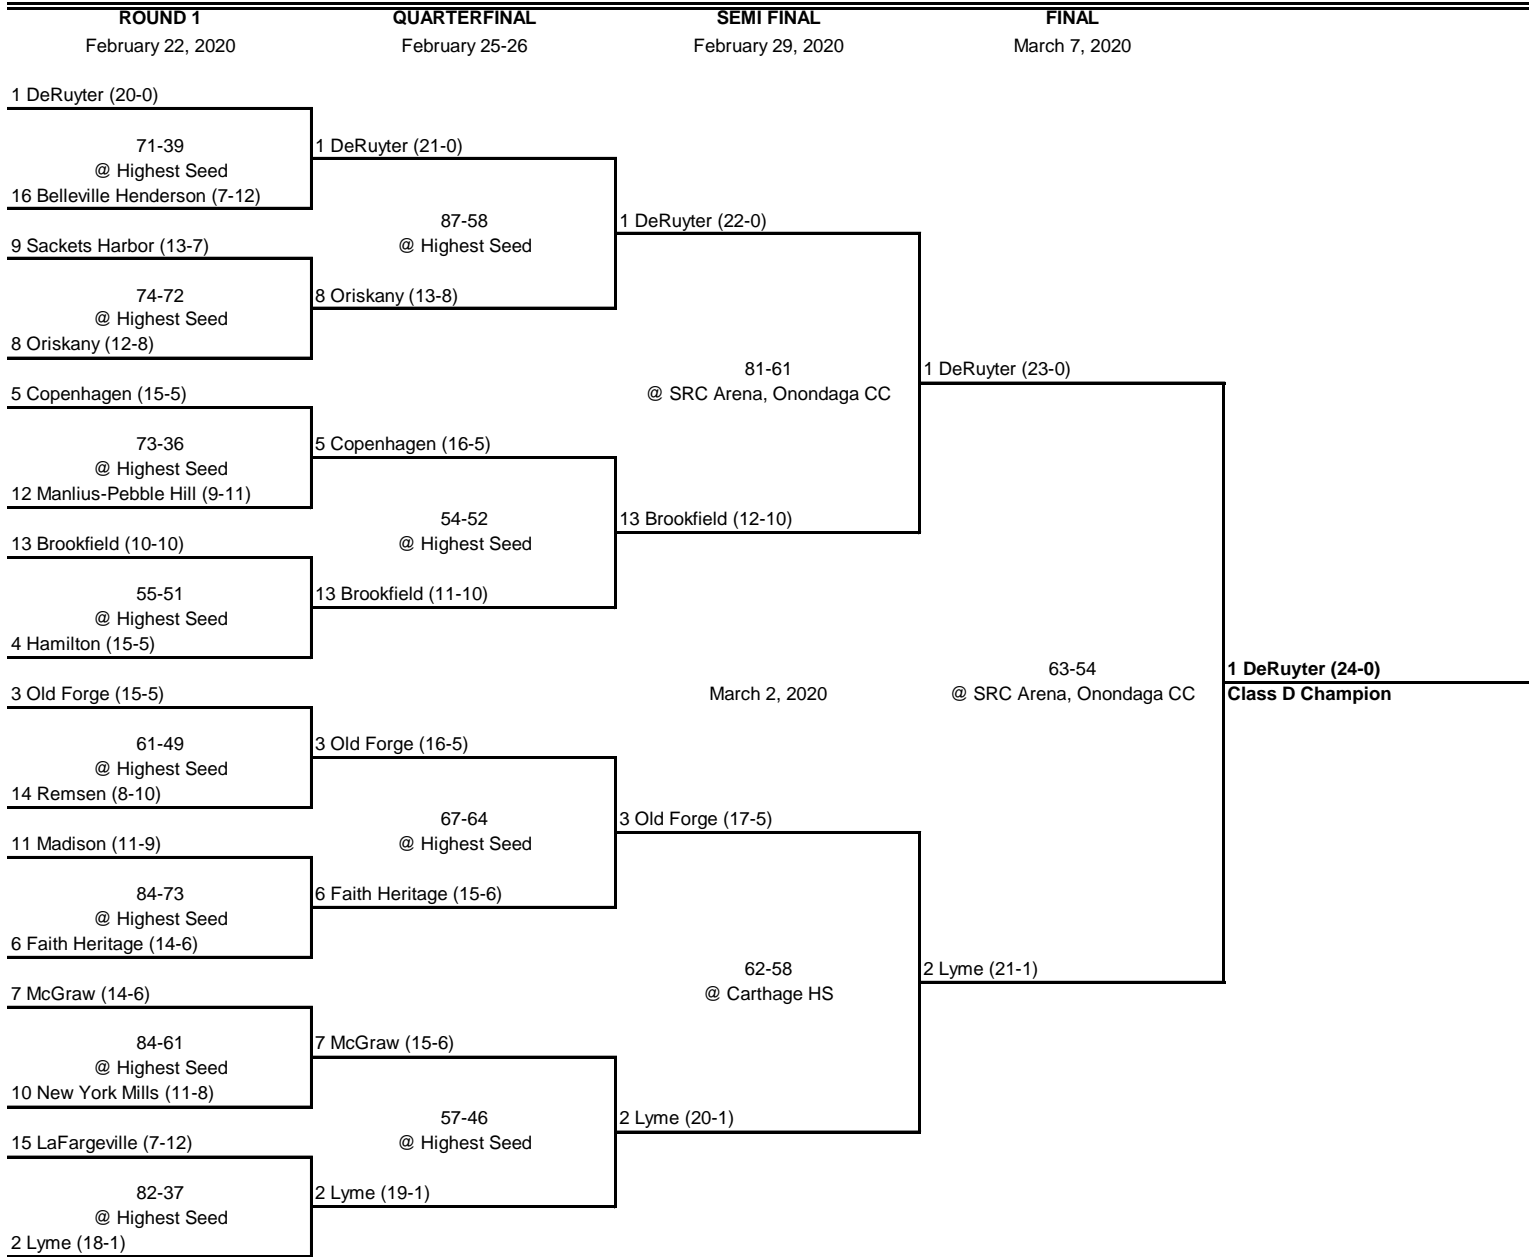 ROUND 1
QUARTERFINAL
SEMI FINAL
FINAL
February 22, 2020
February 25-26
February 29, 2020
March 7, 2020
1 DeRuyter (20-0)
71-39
@ Highest Seed
16 Belleville Henderson (7-12)
9 Sackets Harbor (13-7)
74-72
@ Highest Seed
8 Oriskany (12-8)
5 Copenhagen (15-5)
73-36
@ Highest Seed
12 Manlius-Pebble Hill (9-11)
13 Brookfield (10-10)
55-51
@ Highest Seed
4 Hamilton (15-5)
3 Old Forge (15-5)
61-49
@ Highest Seed
14 Remsen (8-10)
11 Madison (11-9)
84-73
@ Highest Seed
6 Faith Heritage (14-6)
7 McGraw (14-6)
84-61
@ Highest Seed
10 New York Mills (11-8)
15 LaFargeville (7-12)
82-37
@ Highest Seed
2 Lyme (18-1)
1 DeRuyter (21-0)
87-58
@ Highest Seed
8 Oriskany (13-8)
5 Copenhagen (16-5)
54-52
@ Highest Seed
13 Brookfield (11-10)
3 Old Forge (16-5)
67-64
@ Highest Seed
6 Faith Heritage (15-6)
7 McGraw (15-6)
57-46
@ Highest Seed
2 Lyme (19-1)
1 DeRuyter (22-0)
81-61
@ SRC Arena, Onondaga CC
13 Brookfield (12-10)
March 2, 2020
3 Old Forge (17-5)
62-58
@ Carthage HS
2 Lyme (20-1)
1 DeRuyter (23-0)
63-54
@ SRC Arena, Onondaga CC
2 Lyme (21-1)
1 DeRuyter (24-0)
Class D Champion